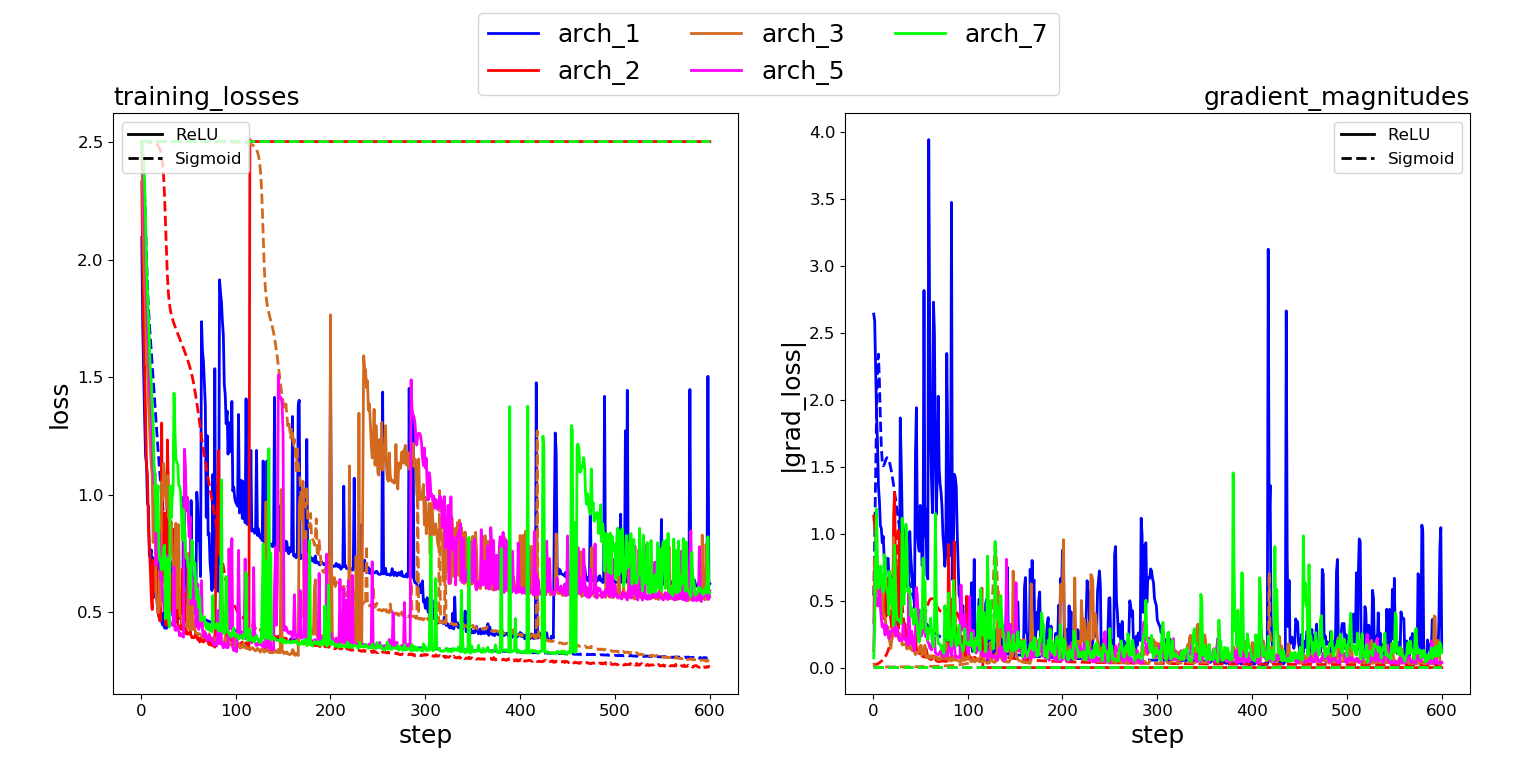 arch_1
arch_2
arch_3
arch_5
arch_7
training_losses
ReLU
Sigmoid
2.5
2.0
1.5
1.0
0.5
loss
0
100
200
300
400
500
600
step
gradient_magnitudes
ReLU
Sigmoid
4.0
3.5
3.0
2.5
2.0
1.5
1.0
0.5
0.0
|grad_loss|
0
100
200
300
400
500
600
step